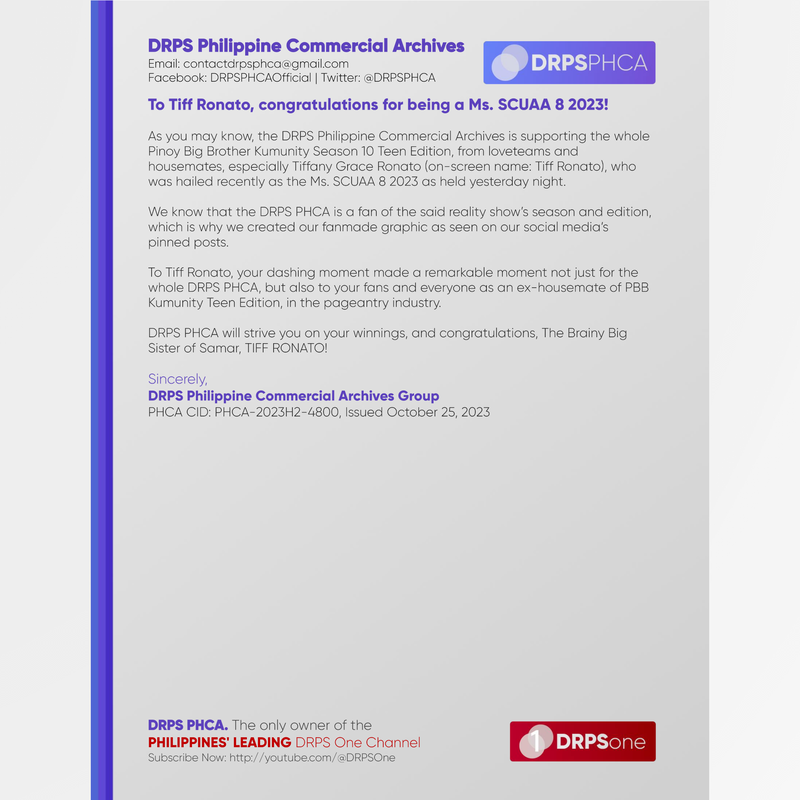 DRPS Philippine Commercial Archives
Email: contactdrpsphca@gmail.com
Facebook: DRPSPHCAOfficial | Twitter: @DRPSPHCA
DRPSPHCA
To Tiff Ronato, congratulations for being a Ms. SCUAA 8 2023!
As you may know, the DRPS Philippine Commercial Archives is supporting the whole
Pinoy Big Brother Kumunity Season 10 Teen Edition, from loveteams and
housemates, especially Tiffany Grace Ronato (on-screen name: Tiff Ronato), who
was hailed recently as the Ms. SCUAA 8 2023 as held yesterday night.
We know that the DRPS PHCA is a fan of the said reality show's season and edition,
which is why we created our fanmade graphic as seen on our social media's
pinned posts.
To Tiff Ronato, your dashing moment made a remarkable moment not just for the
whole DRPS PHCA, but also to your fans and everyone as an ex-housemate of PBB
Kumunity Teen Edition, in the pageantry industry.
DRPS PHCA will strive you on your winnings, and congratulations, The Brainy Big
Sister of Samar, TIFF RONATO!
Sincerely,
DRPS Philippine Commercial Archives Group
PHCA CID: PHCA-2023H2-4800, Issued October 25, 2023
DRPS PHCA. The only owner of the
PHILIPPINES' LEADING DRPS One Channel
Subscribe Now: http://youtube.com/@DRPSOne
1 DRPSone